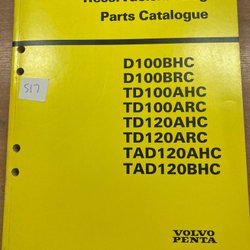 Parts Catalogue
D100BHC
D100BRC
TD100AHC
TD100ARC
TD120AHC
TD120ARC
TAD120AHC
TAD120BHC
517
VOLVO
PENTA